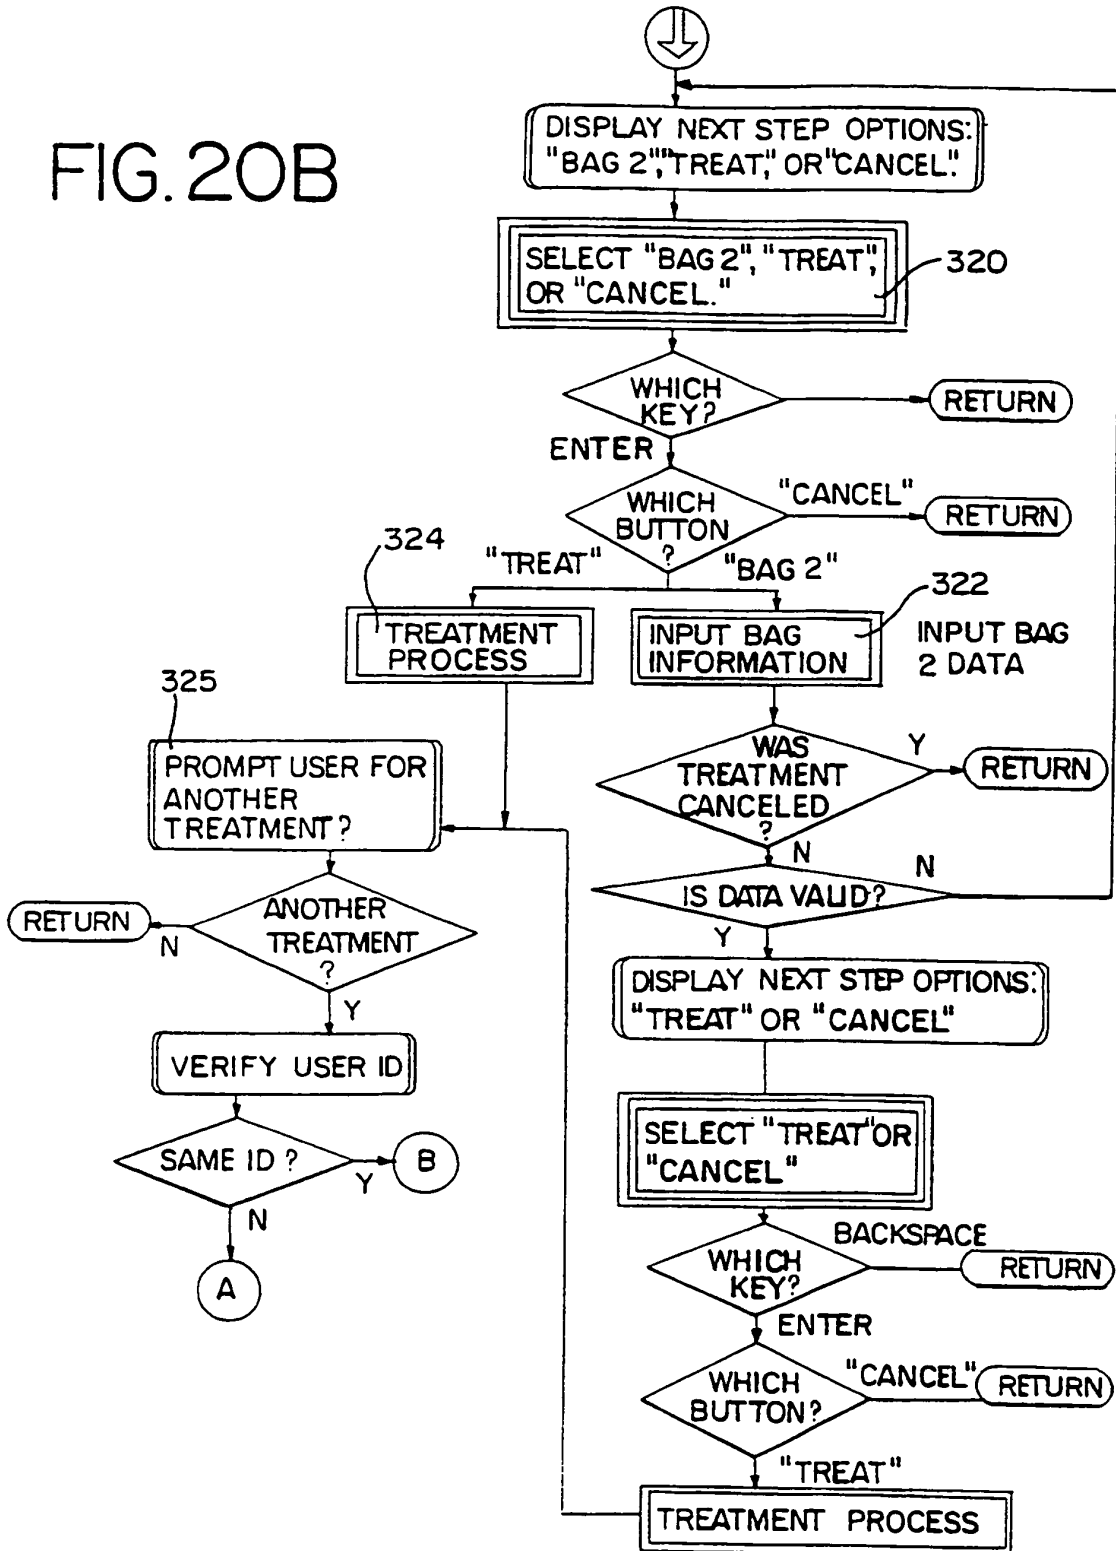 FIG. 20B
DISPLAY NEXT STEP OPTIONS:
"BAG 2","TREAT," OR "CANCEL."
SELECT "BAG 2", "TREAT",
OR "CANCEL."
320
WHICH
KEY?
RETURN
ENTER
WHICH
BUTTON
?
"CANCEL"
RETURN
"TREAT"
"BAG 2"
324
TREATMENT
PROCESS
322
INPUT BAG
INFORMATION
INPUT BAG
2 DATA
325
PROMPT USER FOR
ANOTHER
TREATMENT?
WAS
TREATMENT
CANCELED
?
Y
RETURN
N
IS DATA VALID?
N
Y
ANOTHER
TREATMENT
?
N
RETURN
Y
VERIFY USER ID
SAME ID?
Y
B
N
A
DISPLAY NEXT STEP OPTIONS:
"TREAT" OR "CANCEL"
SELECT "TREAT" OR
"CANCEL"
WHICH
KEY?
BACKSPACE
RETURN
ENTER
WHICH
BUTTON?
"CANCEL"
RETURN
"TREAT"
TREATMENT PROCESS